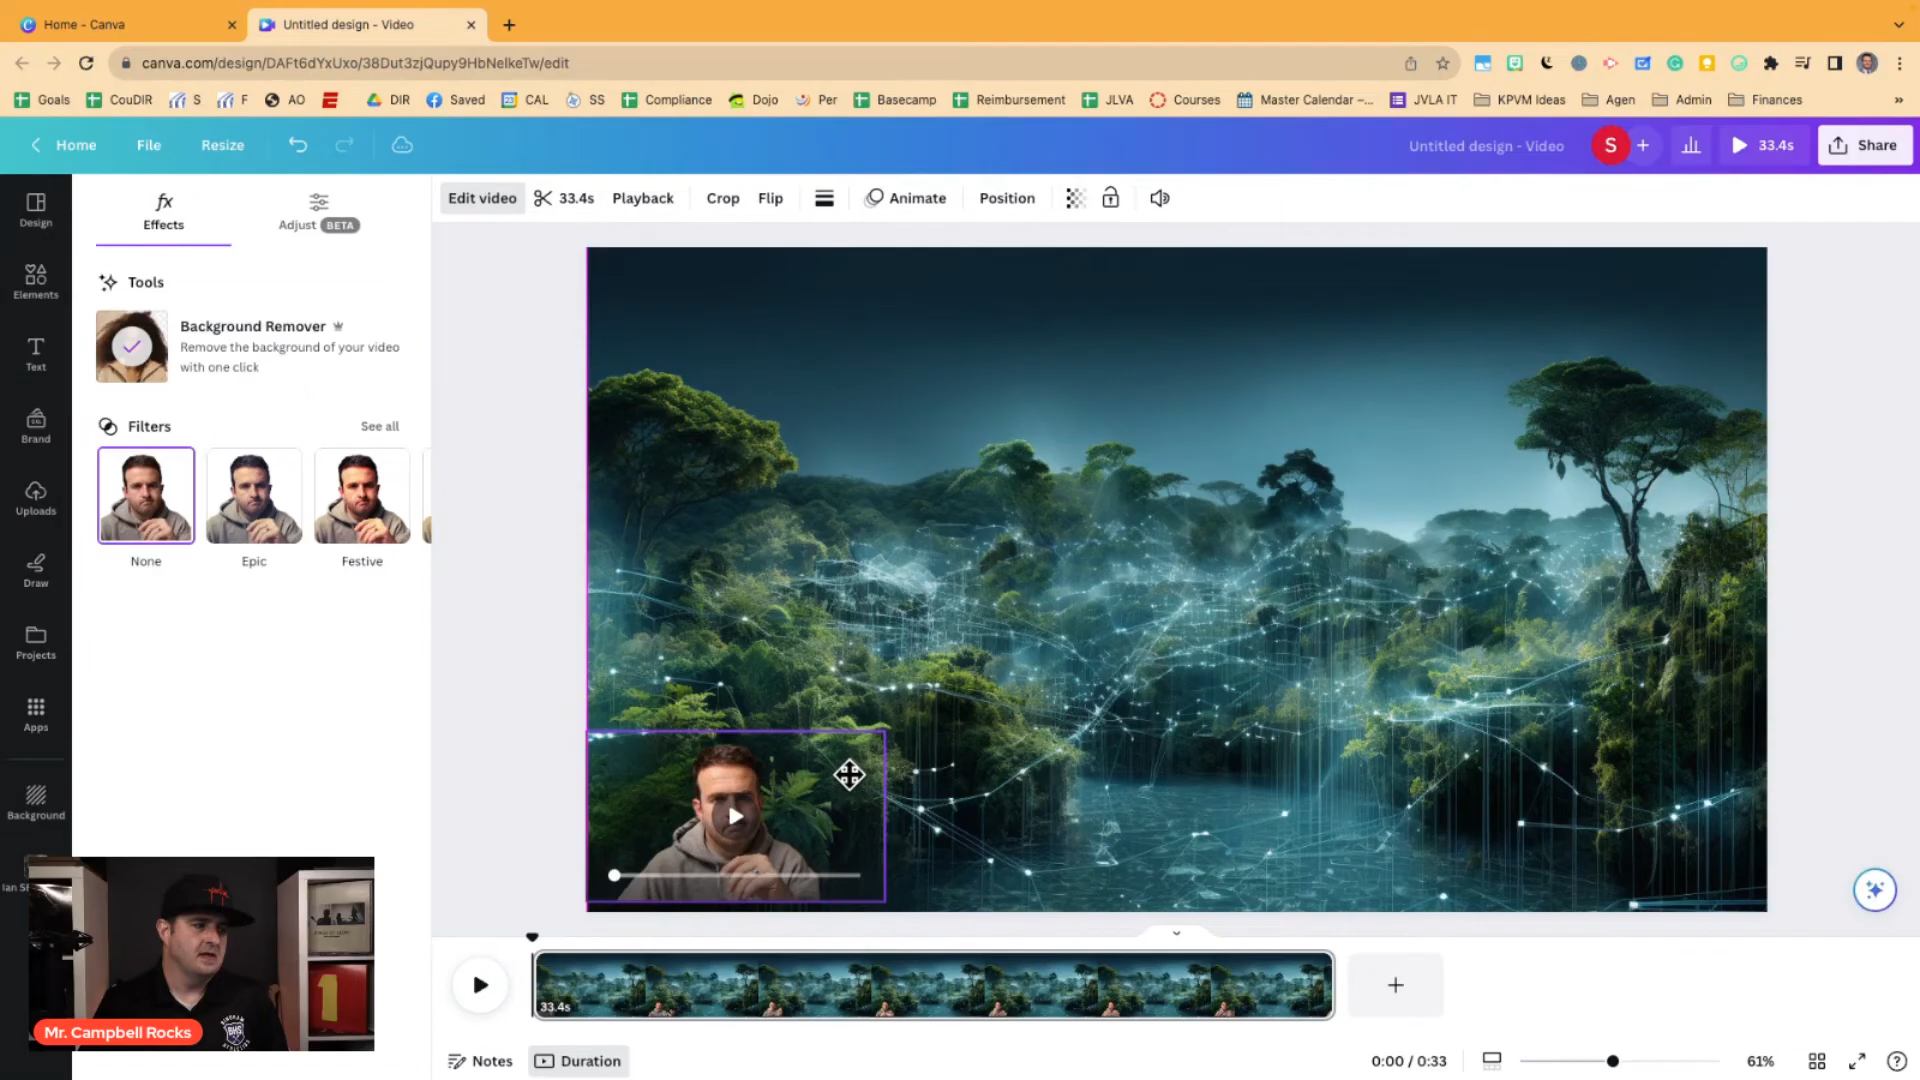 Home - Canva
Untitled design - Video
canva.com/design/DAFt6dYxUxo/38Dut3zjQupy9HbNelkeTw/edit
Goals CouDIR S F AO DIR Saved CAL SS Compliance Dojo Per Basecamp Reimbursement JLVA Courses Master Calendar –... JVLA IT KPVM Ideas Agen Admin Finances »
Home File Resize
Untitled design - Video S + 33.4s Share
Design
Elements
Text
Brand
Uploads
Draw
Projects
Apps
Background
fx
Effects
Adjust BETA
Tools
Background Remover
Remove the background of your video
with one click
Filters See all
None Epic Festive
Edit video 33.4s Playback Crop Flip Animate Position
33.4s
Notes Duration 0:00 / 0:33 61%
Mr. Campbell Rocks
BHS
1